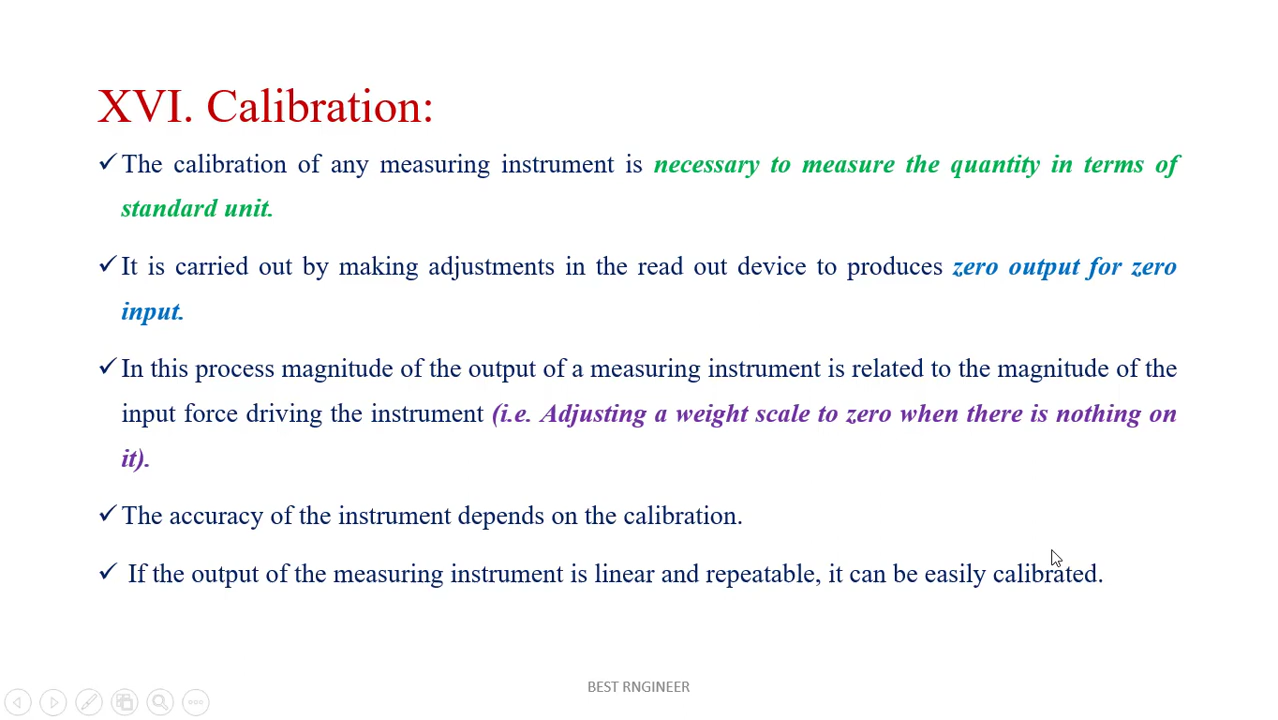 XVI. Calibration:
✓The calibration of any measuring instrument is necessary to measure the quantity in terms of
standard unit.
✓It is carried out by making adjustments in the read out device to produces zero output for zero
input.
✓In this process magnitude of the output of a measuring instrument is related to the magnitude of the
input force driving the instrument (i.e. Adjusting a weight scale to zero when there is nothing on
it).
✓The accuracy of the instrument depends on the calibration.
✓ If the output of the measuring instrument is linear and repeatable, it can be easily calibrated.
BEST RNGINEER